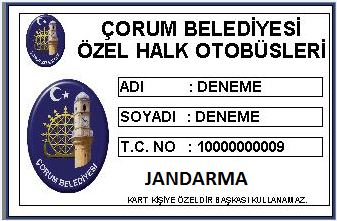 ÇORUM BELEDİYESİ
ÖZEL HALK OTOBÜSLERİ
ADI : DENEME
SOYADI : DENEME
T.C. NO : 10000000009
ÇORUM BELEDİYESİ
JANDARMA
KART KİŞİYE ÖZELDİR BAŞKASI KULLANAMAZ.